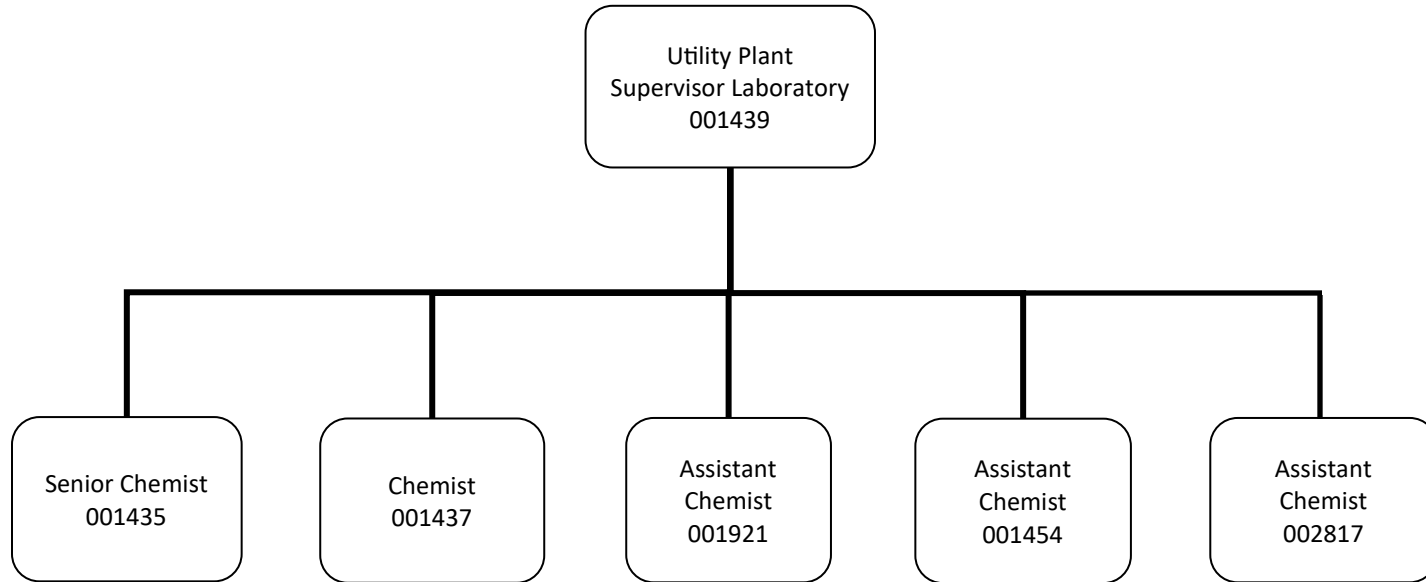 Utility Plant
Supervisor Laboratory
001439
Senior Chemist
001435
Chemist
001437
Assistant
Chemist
001921
Assistant
Chemist
001454
Assistant
Chemist
002817